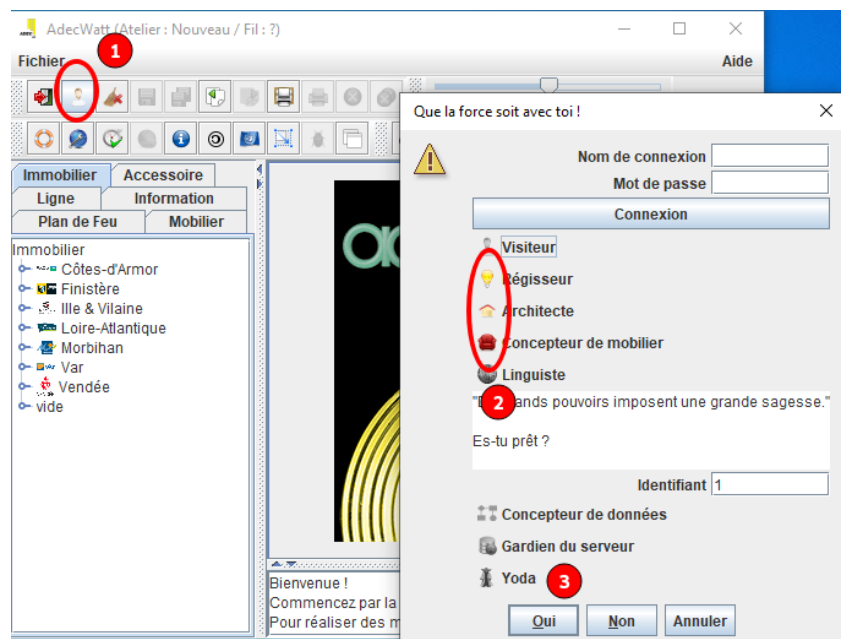 AdecWatt (Atelier : Nouveau / Fil : ?)
1
Fichier
Aide
Immobilier Accessoire
Ligne Information
Plan de Feu Mobilier
Immobilier
Côtes-d'Armor
Finistère
Ille & Vilaine
Loire-Atlantique
Morbihan
Var
Vendée
vide
Bienvenue !
Commencez par la
Pour réaliser des m
Que la force soit avec toi !
Nom de connexion
Mot de passe
Connexion
Visiteur
Régisseur
Architecte
Concepteur de mobilier
Linguiste
2
ands pouvoirs imposent une grande sagesse."
Es-tu prêt ?
Identifiant 1
Concepteur de données
Gardien du serveur
Yoda
3
Oui Non Annuler